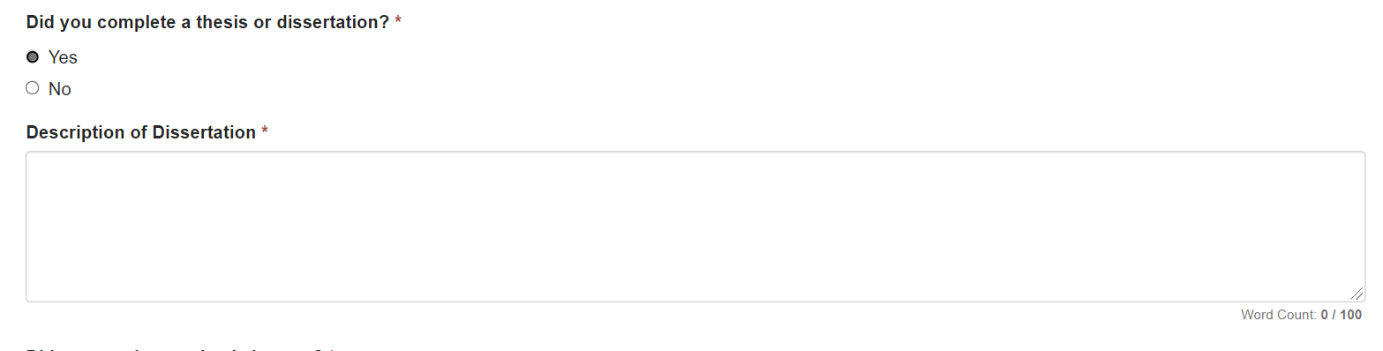 Did you complete a thesis or dissertation? *
Yes
No
Description of Dissertation *
Word Count: 0 / 100